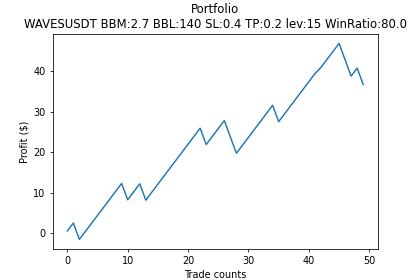 Portfolio
WAVESUSDT BBM:2.7 BBL:140 SL:0.4 TP:0.2 lev:15 WinRatio:80.0
Profit ($)
40
30
20
10
0
0 10 20 30 40 50
Trade counts